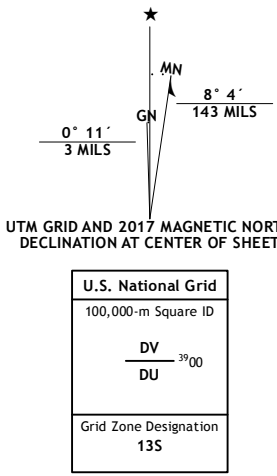 MN
8° 4´
143 MILS
GN
0° 11´
3 MILS
UTM GRID AND 2017 MAGNETIC NORT
DECLINATION AT CENTER OF SHEET
U.S. National Grid
100,000-m Square ID
DV
3900
DU
Grid Zone Designation
13S